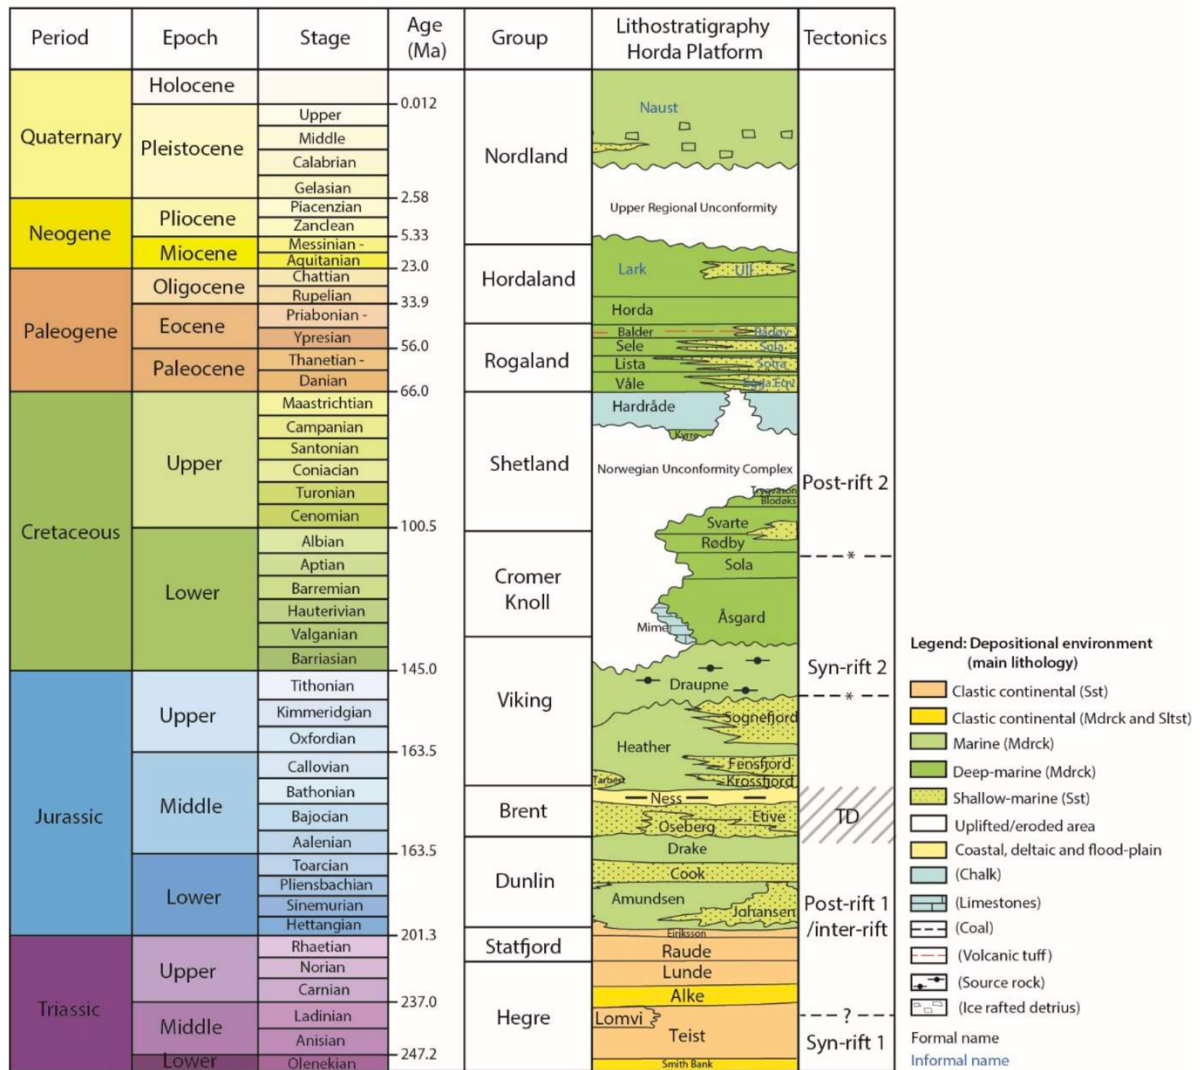 Period
Epoch
Stage
Age
(Ma)
Group
Lithostratigraphy
Horda Platform
Tectonics
Quaternary
Neogene
Paleogene
Cretaceous
Jurassic
Triassic
Holocene
Pleistocene
Pliocene
Miocene
Oligocene
Eocene
Paleocene
Upper
Lower
Upper
Middle
Lower
Upper
Middle
Lower
Upper
Middle
Calabrian
Gelasian
Piacenzian
Zanclean
Messinian -
Aquitanian
Chattian
Rupelian
Priabonian -
Ypresian
Thanetian -
Danian
Maastrichtian
Campanian
Santonian
Coniacian
Turonian
Cenomian
Albian
Aptian
Barremian
Hauterivian
Valganian
Barriasian
Tithonian
Kimmeridgian
Oxfordian
Callovian
Bathonian
Bajocian
Aalenian
Toarcian
Pliensbachian
Sinemurian
Hettangian
Rhaetian
Norian
Carnian
Ladinian
Anisian
Olenekian
0.012
2.58
5.33
23.0
33.9
56.0
66.0
100.5
145.0
163.5
163.5
201.3
237.0
247.2
Nordland
Hordaland
Rogaland
Shetland
Cromer
Knoll
Viking
Brent
Dunlin
Statfjord
Hegre
Naust
Upper Regional Unconformity
Lark
Horda
Balder
Sele
Sula
Lista
Sotra
Våle
Egga Eqv
Hardråde
Kyrre
Norwegian Unconformity Complex
Tryggvason
Blodøks
Svarte
Rødby
Sola
Åsgard
Mime
Draupne
Sognefjord
Heather
Fensfjord
Krossfjord
Tarbert
Ness
Etive
Oseberg
Drake
Cook
Amundsen
Johansen
Eiriksson
Raude
Lunde
Alke
Lomvi
Teist
Smith Bank
Post-rift 2
*
Syn-rift 2
*
TD
Post-rift 1
/inter-rift
?
Syn-rift 1
Legend: Depositional environment
(main lithology)
Clastic continental (Sst)
Clastic continental (Mdrck and Sltst)
Marine (Mdrck)
Deep-marine (Mdrck)
Shallow-marine (Sst)
Uplifted/eroded area
Coastal, deltaic and flood-plain
(Chalk)
(Limestones)
(Coal)
(Volcanic tuff)
(Source rock)
(Ice rafted detrius)
Formal name
Informal name